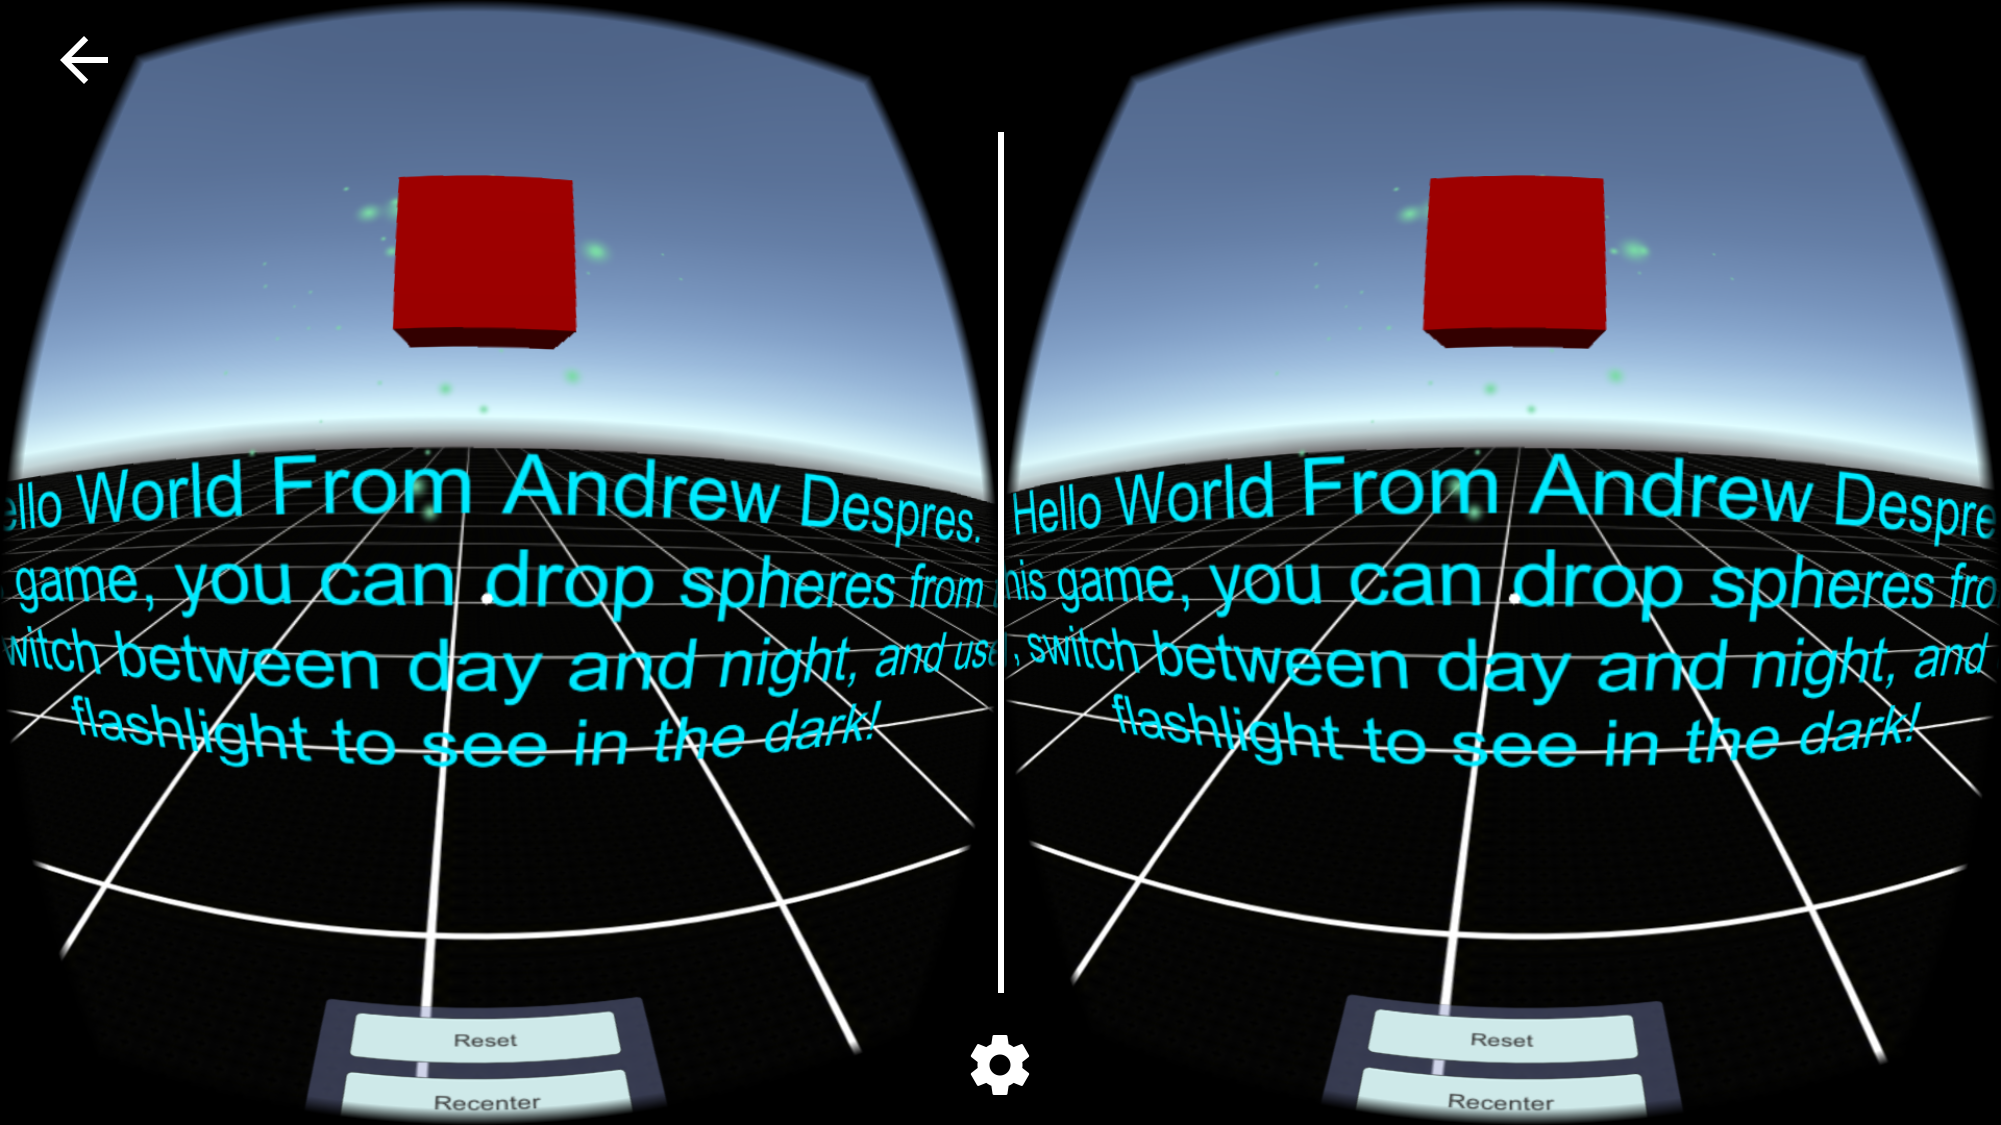 ello World From Andrew Despres.
game, you can drop spheres from
witch between day and night, and use
flashlight to see in the dark!
Reset
Recenter
Hello World From Andrew Despre
his game, you can drop spheres fro
, switch between day and night, and
flashlight to see in the dark!
Reset
Recenter